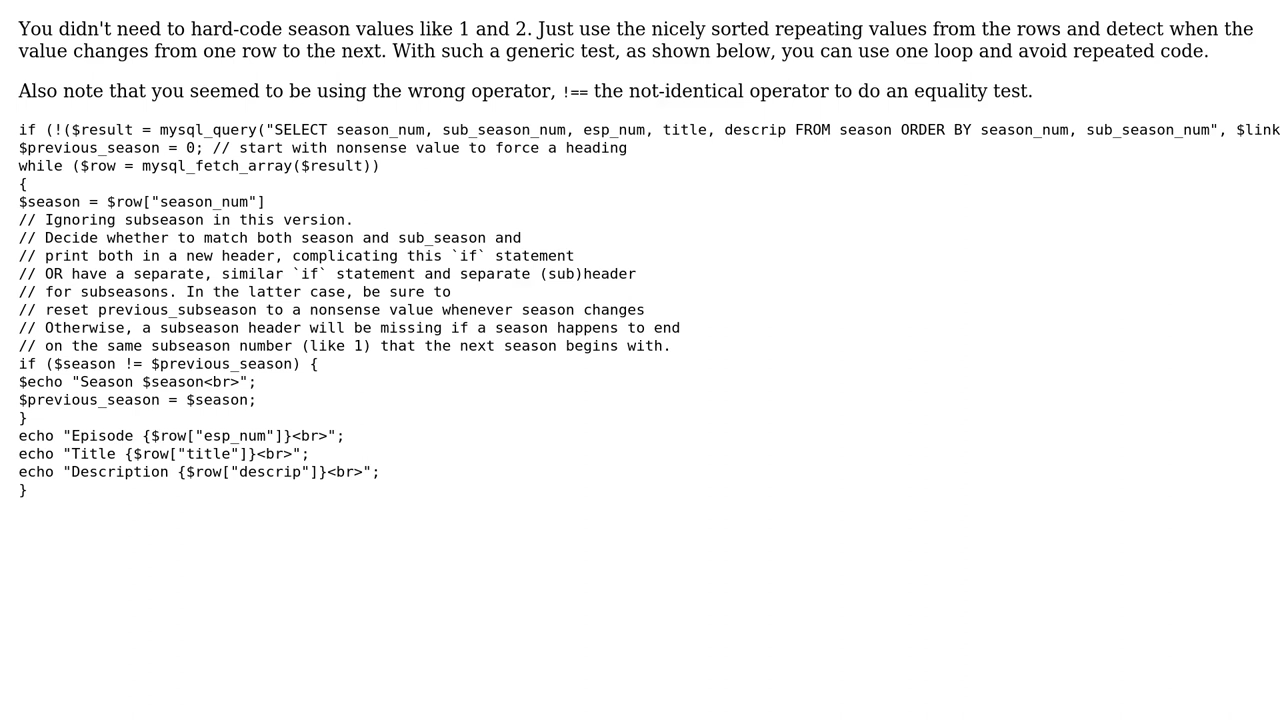 You didn't need to hard-code season values like 1 and 2. Just use the nicely sorted repeating values from the rows and detect when the
value changes from one row to the next. With such a generic test, as shown below, you can use one loop and avoid repeated code.
Also note that you seemed to be using the wrong operator, !== the not-identical operator to do an equality test.
if (!($result = mysql_query("SELECT season_num, sub_season_num, esp_num, title, descrip FROM season ORDER BY season_num, sub_season_num", $link
$previous_season = 0; // start with nonsense value to force a heading
while ($row = mysql_fetch_array($result))
{
$season = $row["season_num"]
// Ignoring subseason in this version.
// Decide whether to match both season and sub_season and
// print both in a new header, complicating this `if` statement
// OR have a separate, similar `if` statement and separate (sub)header
// for subseasons. In the latter case, be sure to
// reset previous_subseason to a nonsense value whenever season changes
// Otherwise, a subseason header will be missing if a season happens to end
// on the same subseason number (like 1) that the next season begins with.
if ($season != $previous_season) {
$echo "Season $season<br>";
$previous_season = $season;
}
echo "Episode {$row["esp_num"]}<br>";
echo "Title {$row["title"]}<br>";
echo "Description {$row["descrip"]}<br>";
}